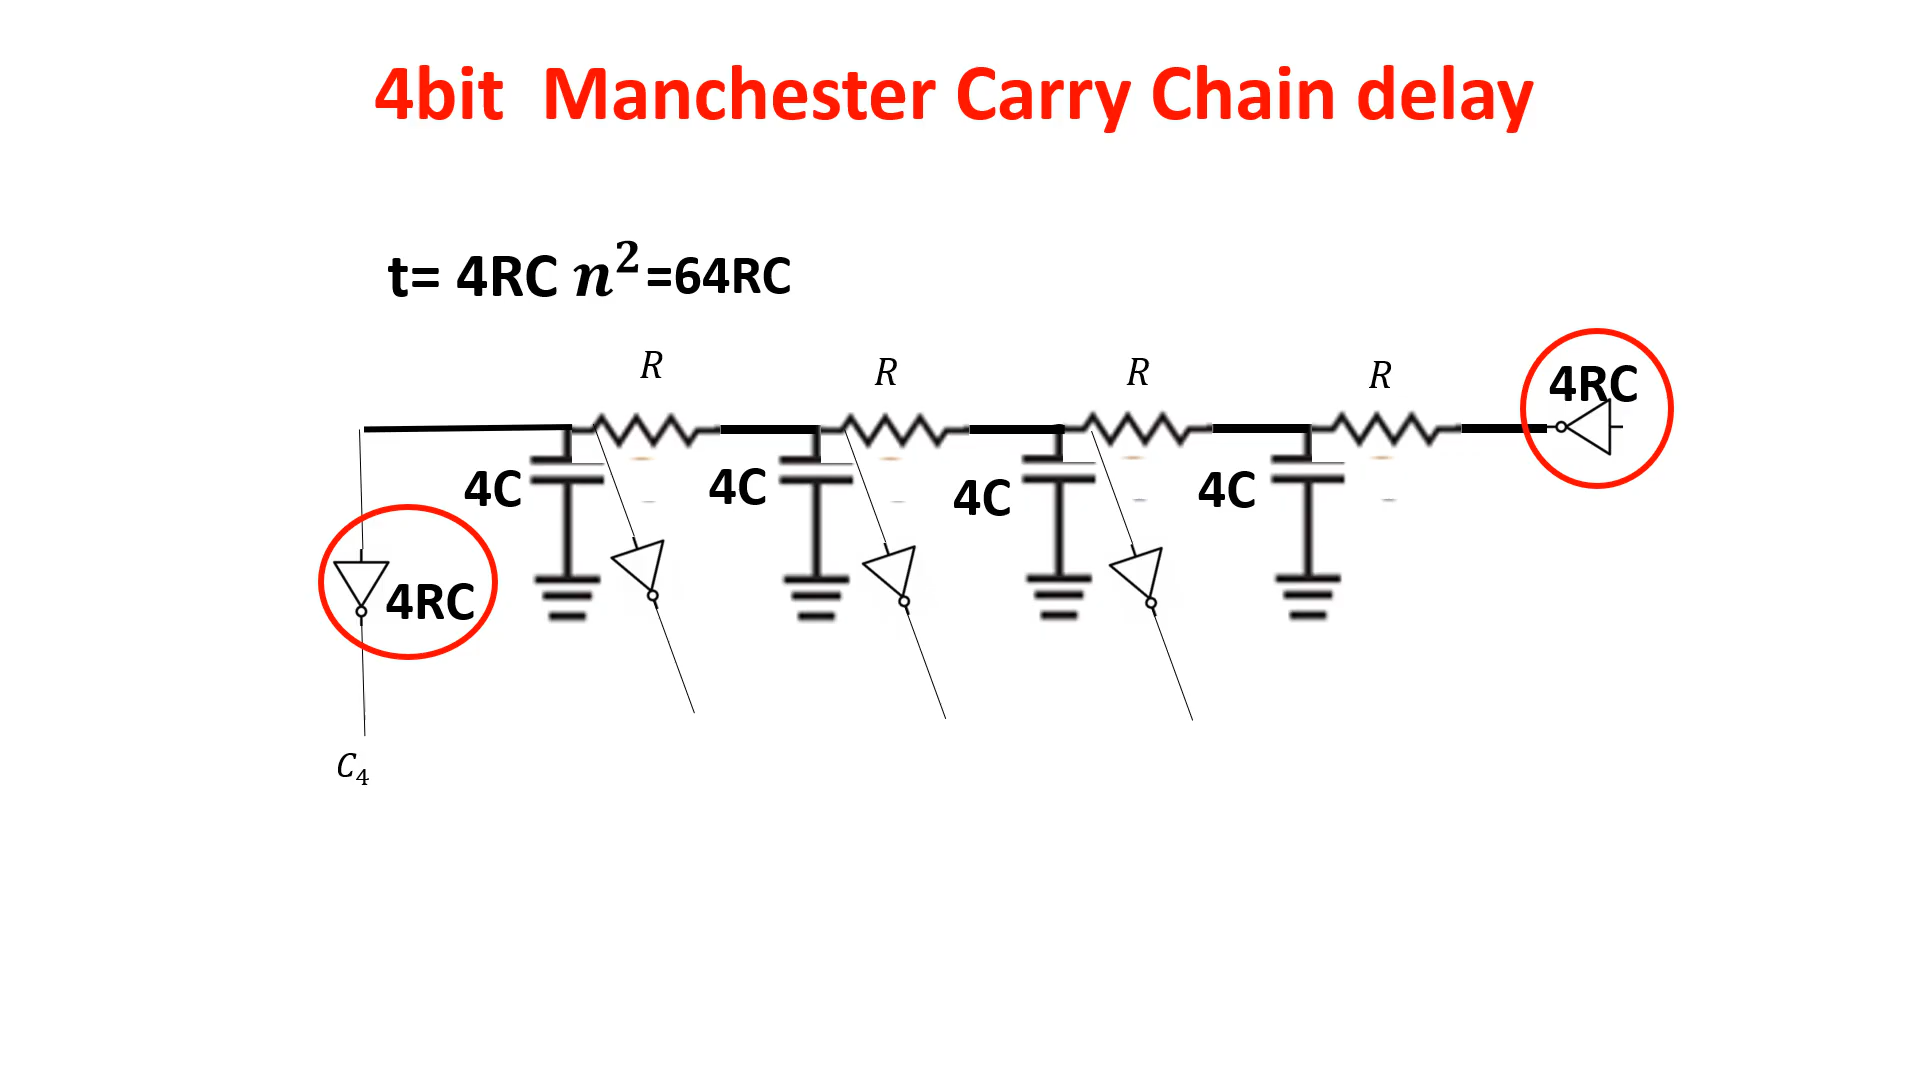 4bit Manchester Carry Chain delay
t= 4RC n²=64RC
R R R R
4RC
4C 4C 4C 4C
4RC
C₄